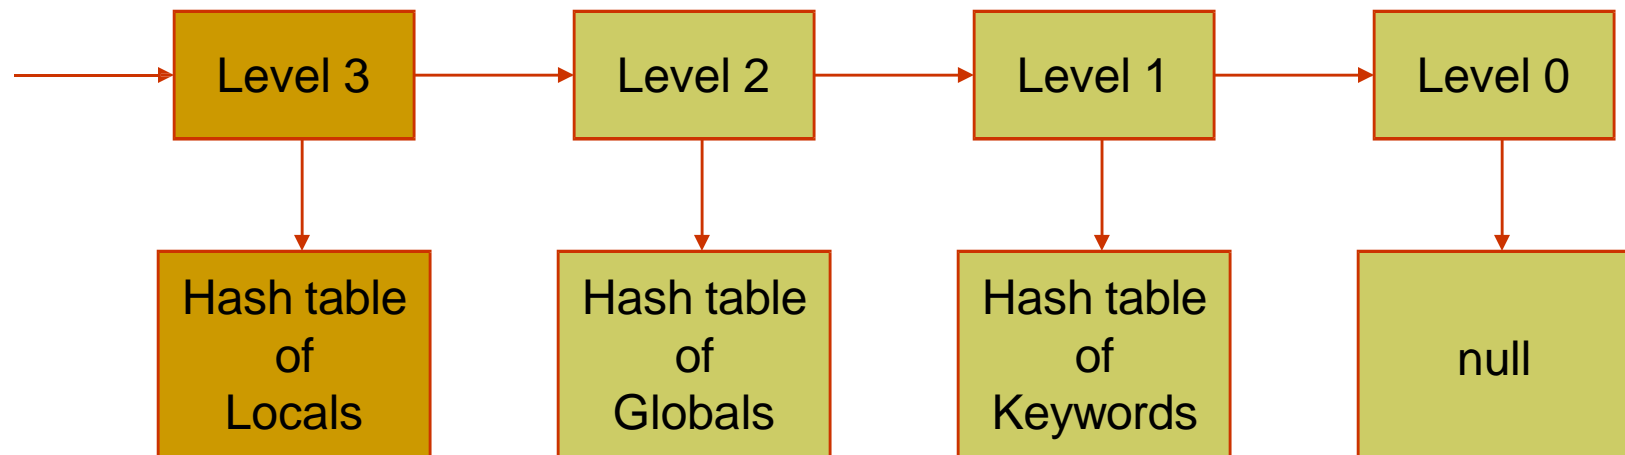 Level 3
Level 2
Level 1
Level 0
Hash table
of
Locals
Hash table
of
Globals
Hash table
of
Keywords
null